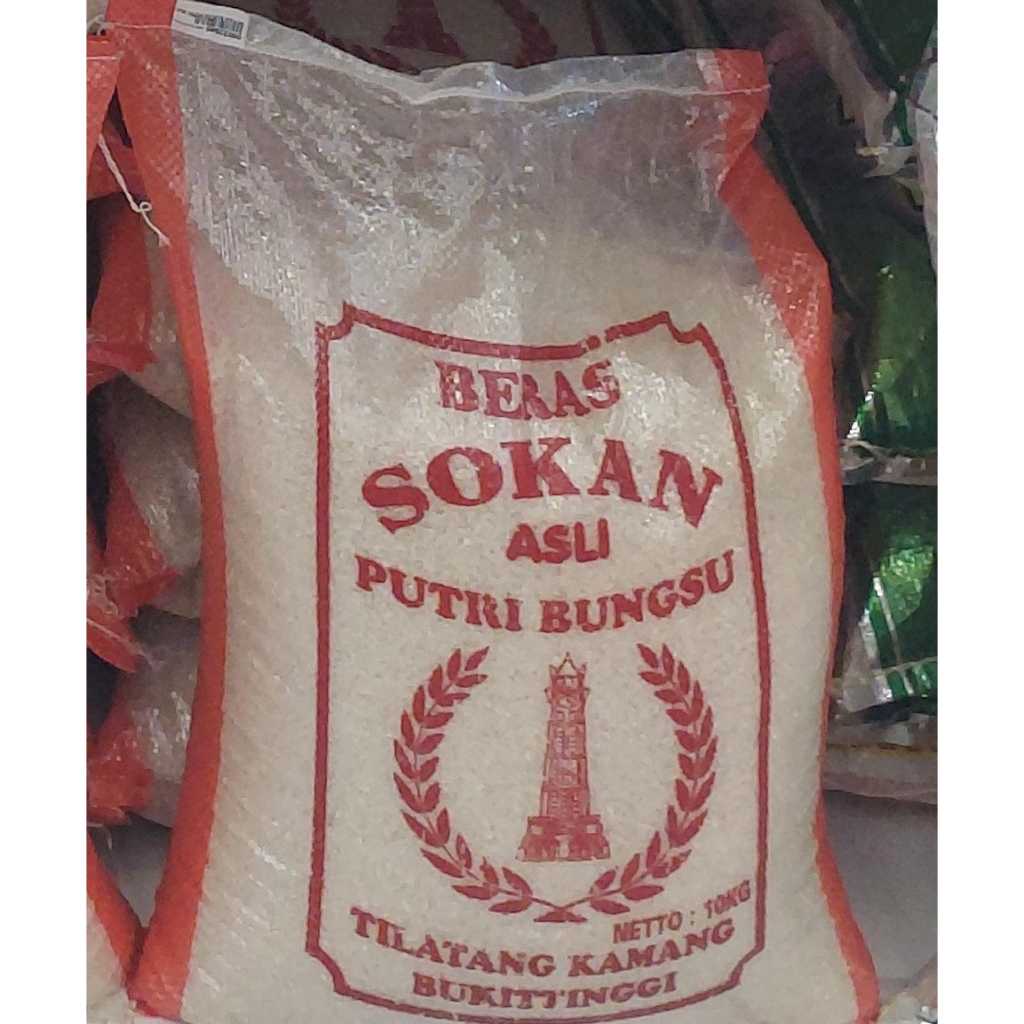 BERAS
SOKAN
ASLI
PUTRI BUNGSU
NETTO : 10KG
TILATANG KAMANG
BUKITTINGGI